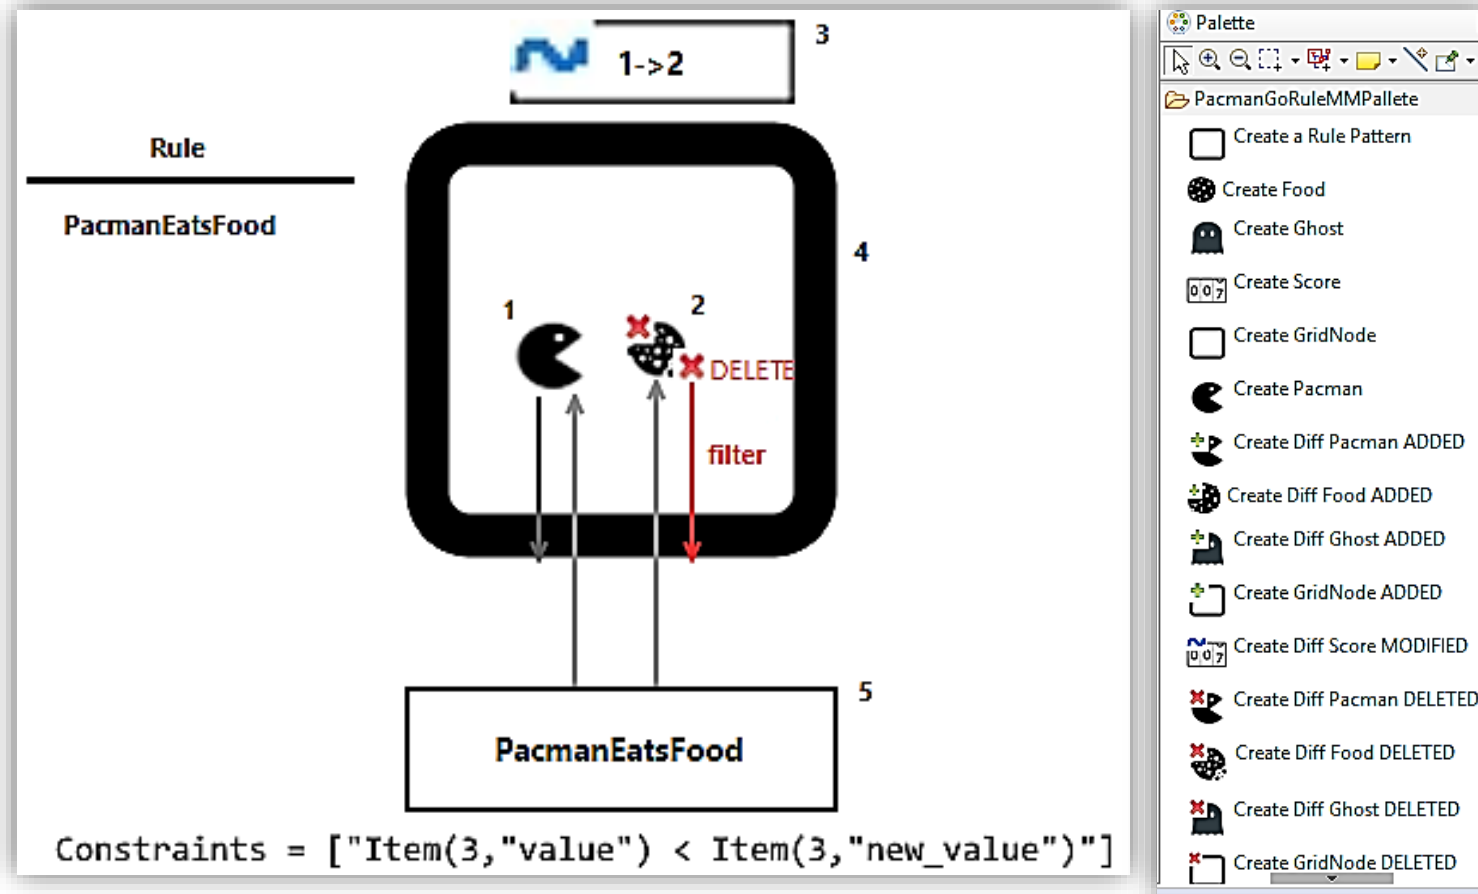 1->2
3
Rule
PacmanEatsFood
4
1
2
DELETE
filter
5
PacmanEatsFood
Constraints = ["Item(3,"value") < Item(3,"new_value")"]
Palette
PacmanGoRuleMMPallete
Create a Rule Pattern
Create Food
Create Ghost
007
Create Score
Create GridNode
Create Pacman
Create Diff Pacman ADDED
Create Diff Food ADDED
Create Diff Ghost ADDED
Create GridNode ADDED
007
Create Diff Score MODIFIED
Create Diff Pacman DELETED
Create Diff Food DELETED
Create Diff Ghost DELETED
Create GridNode DELETED